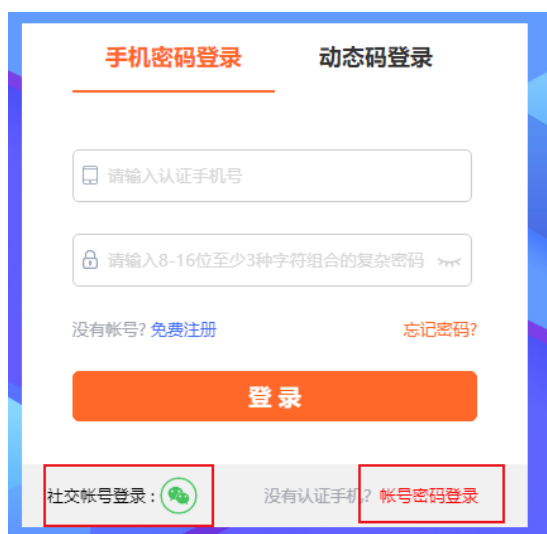 手机密码登录 动态码登录
请输入认证手机号
请输入8-16位至少3种字符组合的复杂密码
没有帐号? 免费注册 忘记密码?
登 录
社交帐号登录 : 没有认证手机? 帐号密码登录